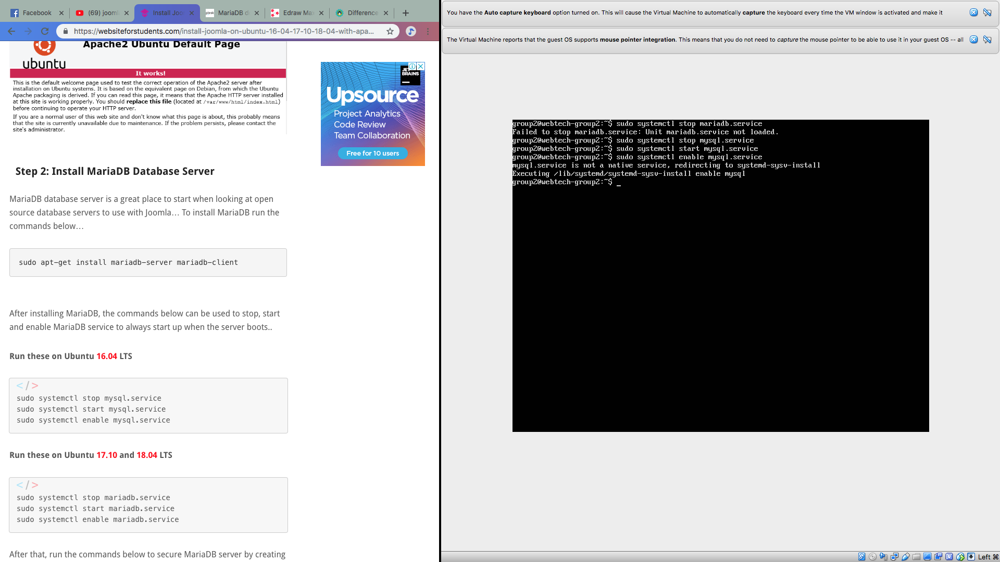 Facebook
(69) jooml
Install Joo
plesk
MariaDB d
Edraw Ma
Difference
https://websiteforstudents.com/install-joomla-on-ubuntu-16-04-17-10-18-04-with-apa...
Apache2 Ubuntu Default Page
ubuntu
It works!
This is the default welcome page used to test the correct operation of the Apache2 server after
installation on Ubuntu systems. It is based on the equivalent page on Debian, from which the Ubuntu
Apache packaging is derived. If you can read this page, it means that the Apache HTTP server installed
at this site is working properly. You should replace this file (located at /var/www/html/index.html)
before continuing to operate your HTTP server.
If you are a normal user of this web site and don't know what this page is about, this probably means
that the site is currently unavailable due to maintenance. If the problem persists, please contact the
site's administrator.
JET
BRAINS
Upsource
Project Analytics
Code Review
Team Collaboration
Free for 10 users
Step 2: Install MariaDB Database Server
MariaDB database server is a great place to start when looking at open
source database servers to use with Joomla… To install MariaDB run the
commands below…
sudo apt-get install mariadb-server mariadb-client
After installing MariaDB, the commands below can be used to stop, start
and enable MariaDB service to always start up when the server boots..
Run these on Ubuntu 16.04 LTS
</>
sudo systemctl stop mysql.service
sudo systemctl start mysql.service
sudo systemctl enable mysql.service
Run these on Ubuntu 17.10 and 18.04 LTS
</>
sudo systemctl stop mariadb.service
sudo systemctl start mariadb.service
sudo systemctl enable mariadb.service
After that, run the commands below to secure MariaDB server by creating
You have the Auto capture keyboard option turned on. This will cause the Virtual Machine to automatically capture the keyboard every time the VM window is activated and make it
The Virtual Machine reports that the guest OS supports mouse pointer integration. This means that you do not need to capture the mouse pointer to be able to use it in your guest OS -- all
group2@webtech-group2:~$ sudo systemctl stop mariadb.service
Failed to stop mariadb.service: Unit mariadb.service not loaded.
group2@webtech-group2:~$ sudo systemctl stop mysql.service
group2@webtech-group2:~$ sudo systemctl start mysql.service
group2@webtech-group2:~$ sudo systemctl enable mysql.service
mysql.service is not a native service, redirecting to systemd-sysv-install
Executing /lib/systemd/systemd-sysv-install enable mysql
group2@webtech-group2:~$ _
Left ⌘